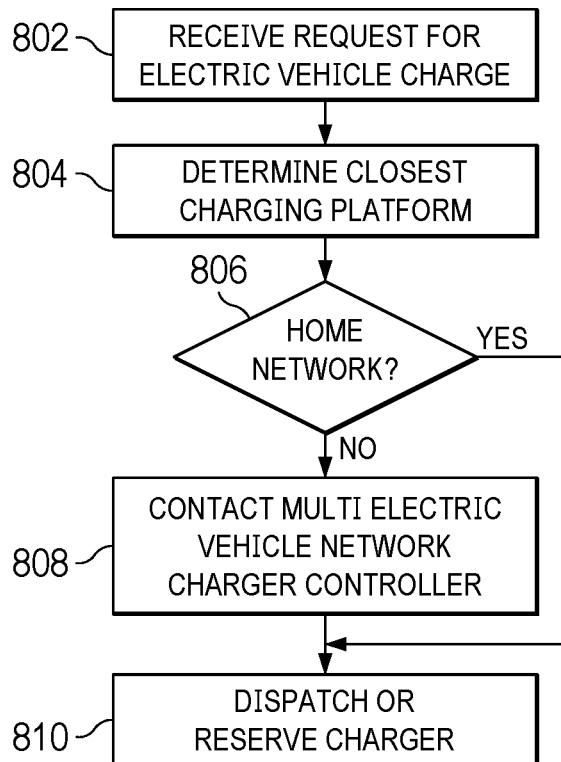 802
RECEIVE REQUEST FOR
ELECTRIC VEHICLE CHARGE
804
DETERMINE CLOSEST
CHARGING PLATFORM
806
HOME
NETWORK?
YES
NO
808
CONTACT MULTI ELECTRIC
VEHICLE NETWORK
CHARGER CONTROLLER
810
DISPATCH OR
RESERVE CHARGER